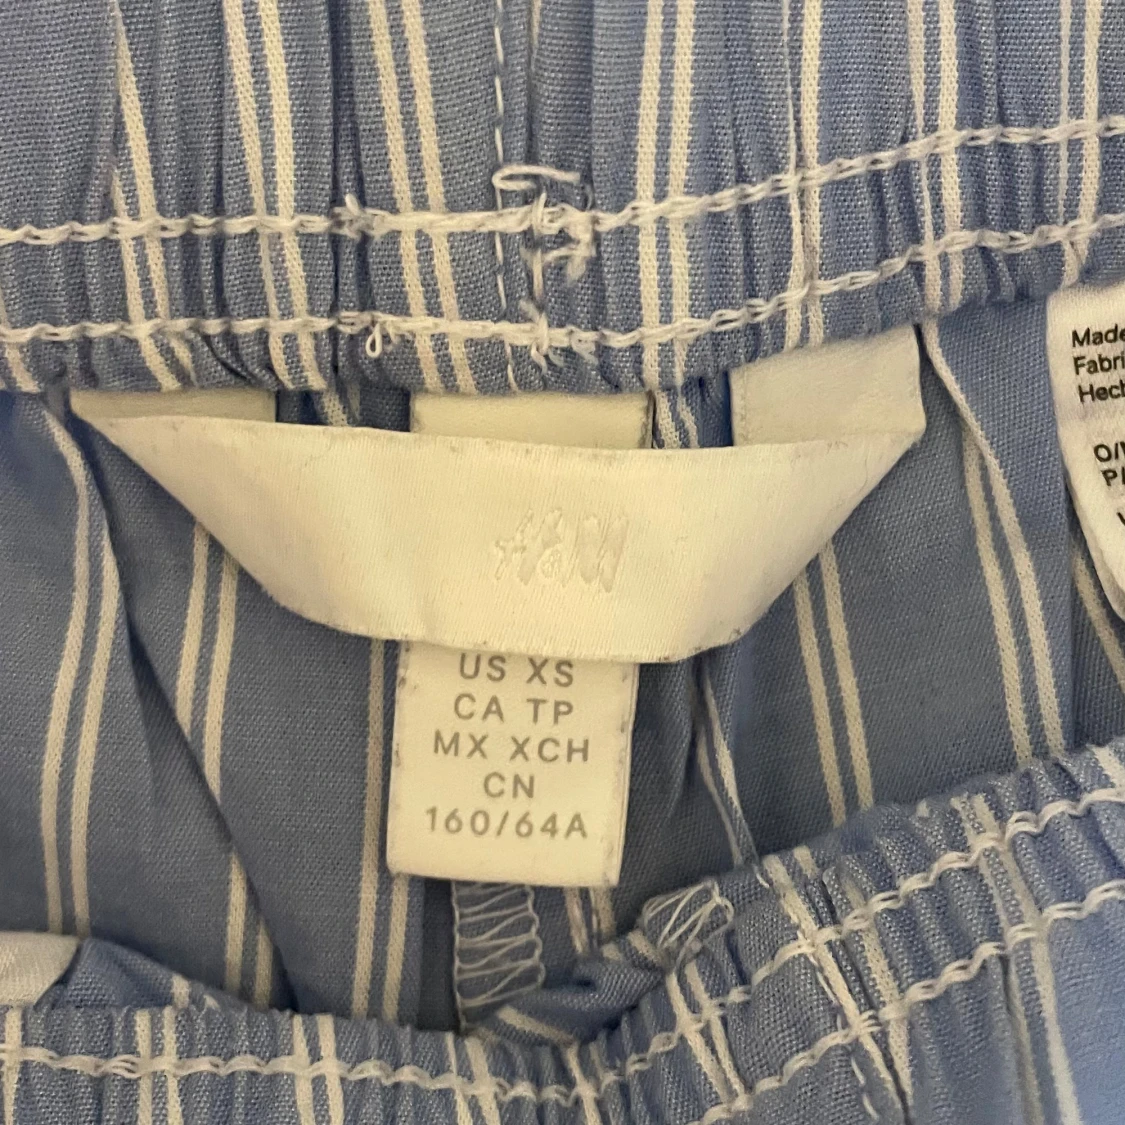 H&M
US XS
CA TP
MX XCH
CN
160/64A
Made
Fabri
Hech